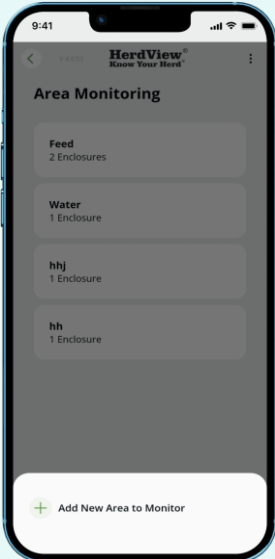 9:41
HerdView®
Know Your Herd®
Area Monitoring
Feed
2 Enclosures
Water
1 Enclosure
hhj
1 Enclosure
hh
1 Enclosure
Add New Area to Monitor